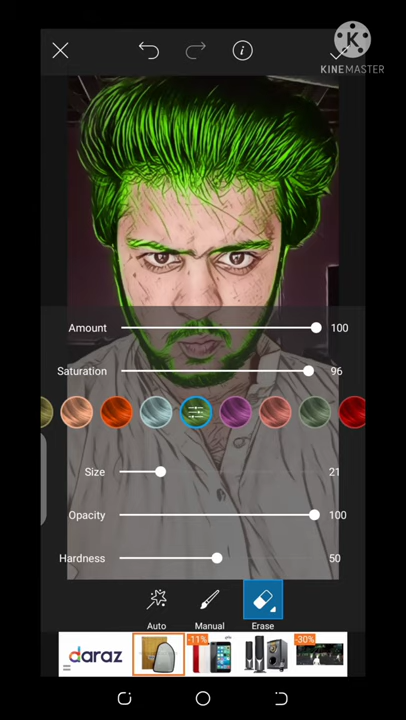 K
KINEMASTER
Amount 100
Saturation 96
Size 21
Opacity 100
Hardness 50
Auto Manual Erase
daraz -11% -30%